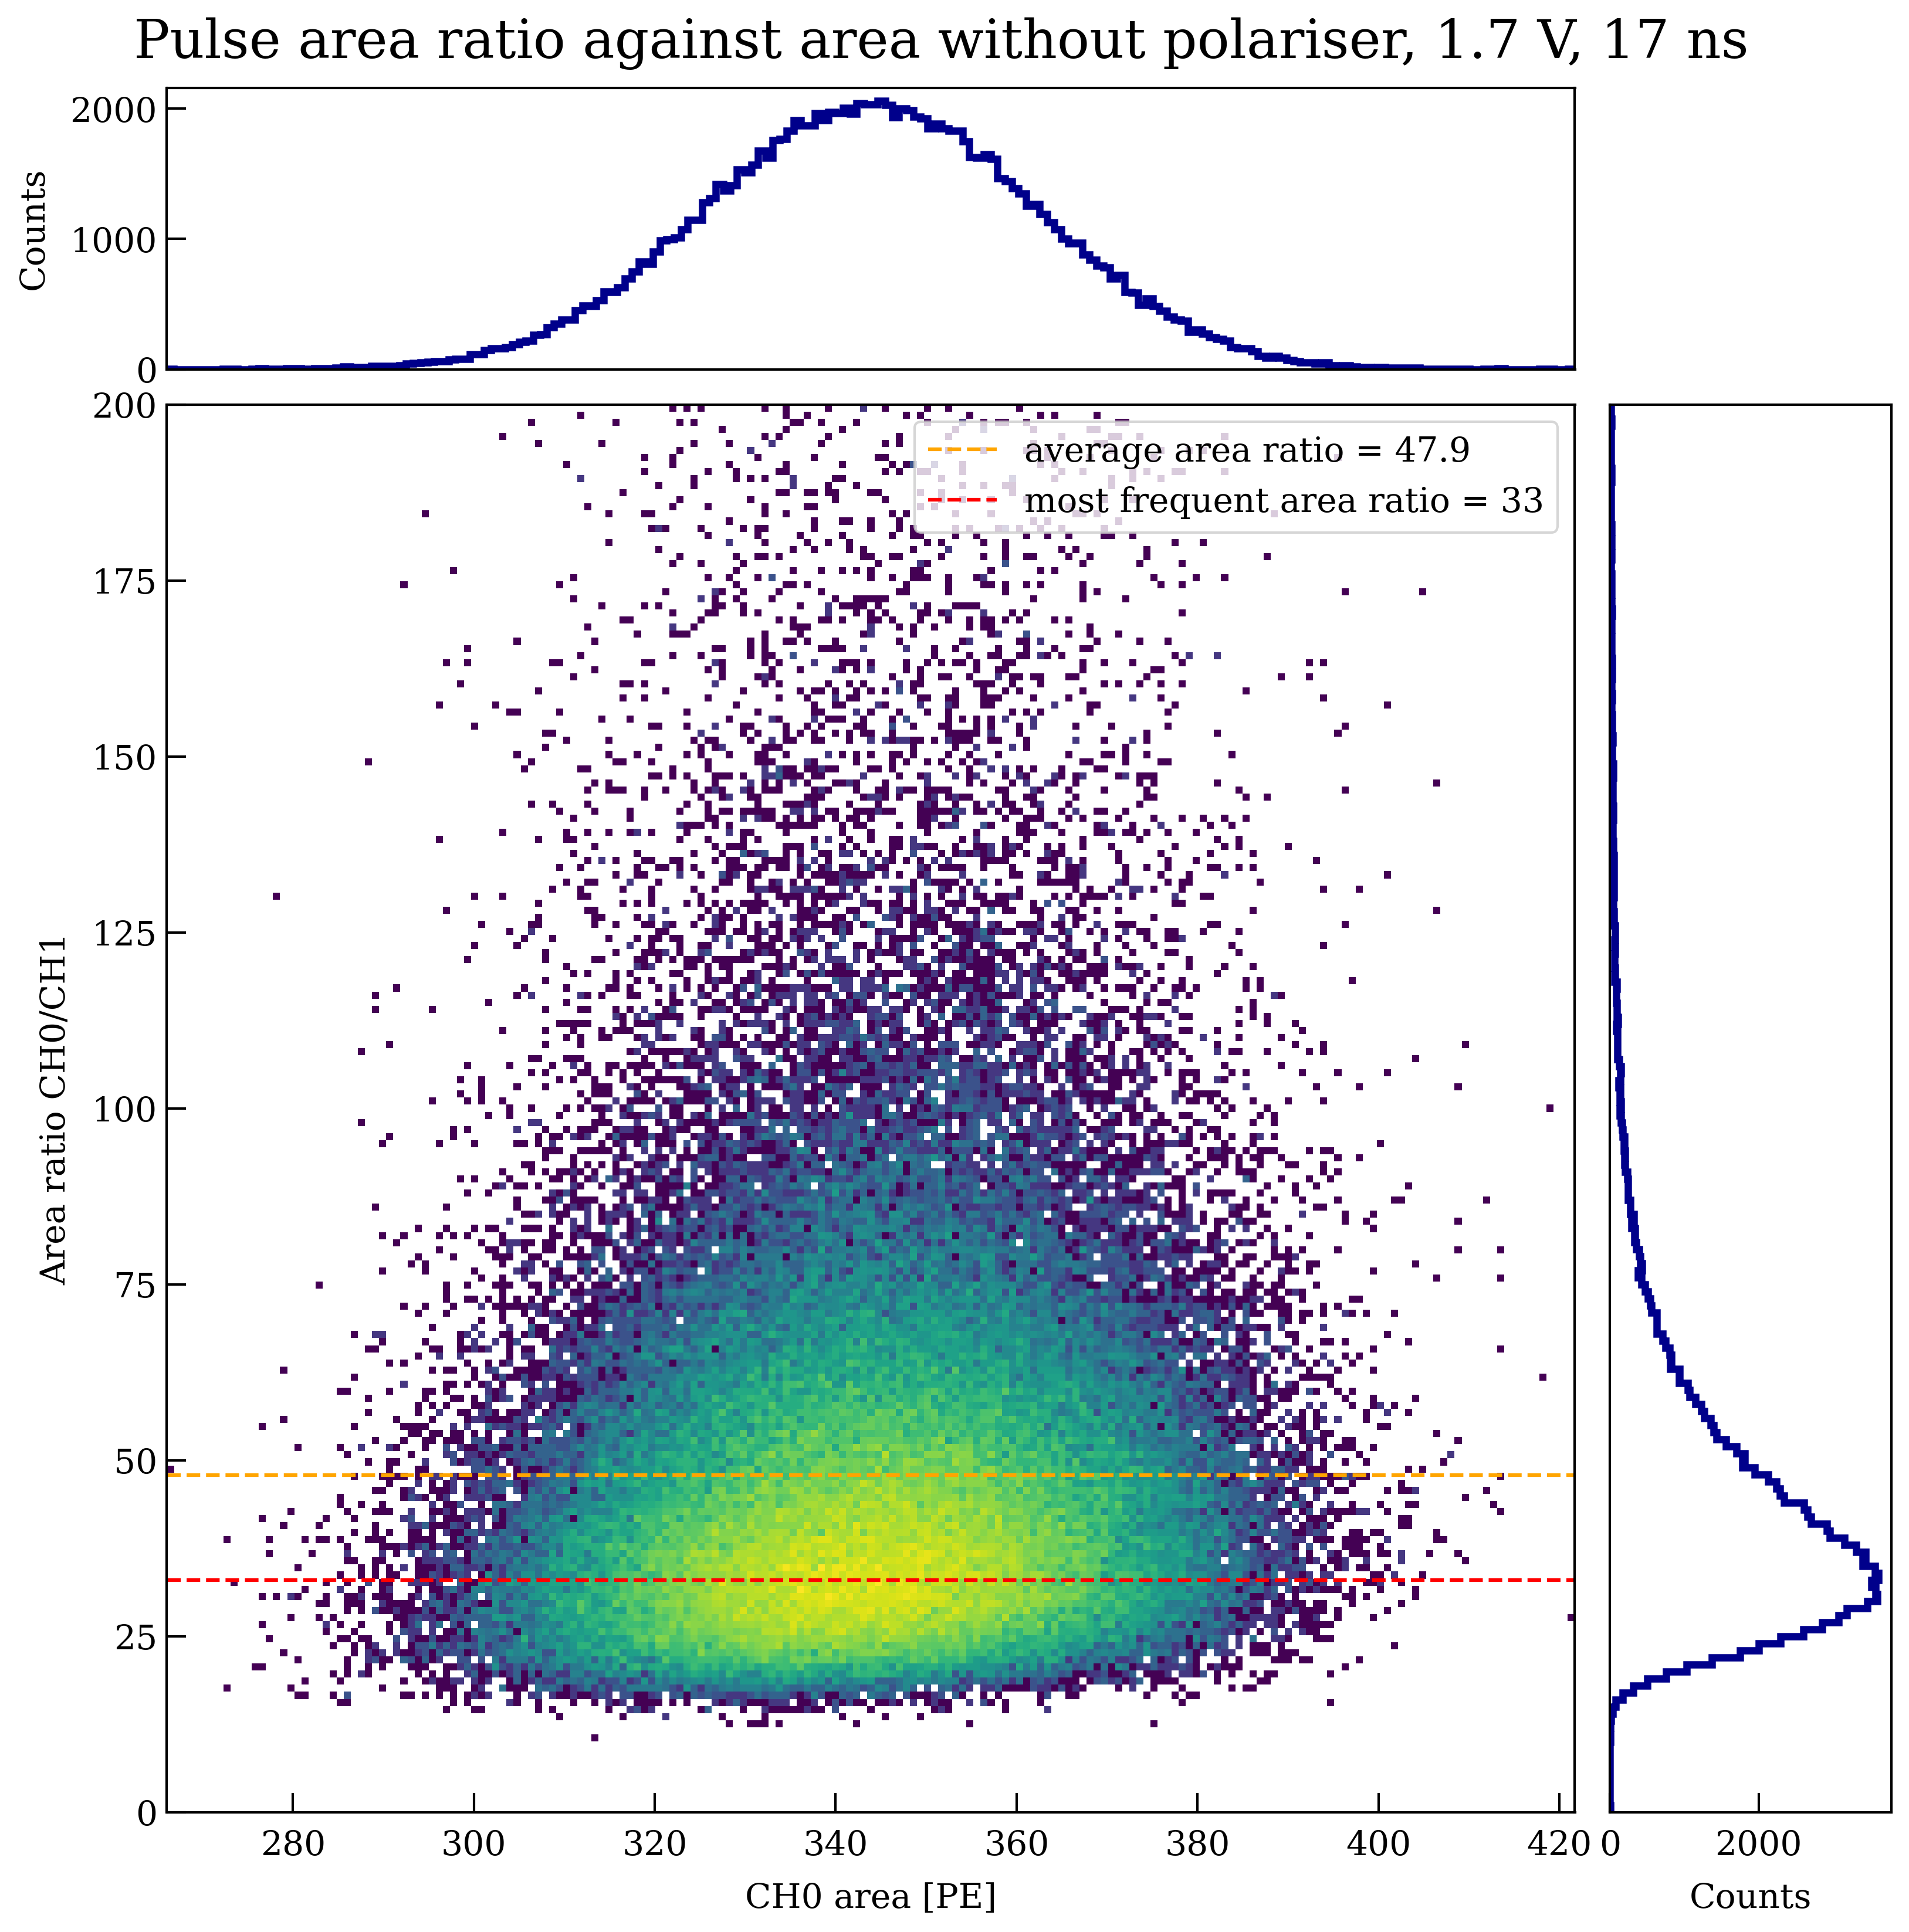 Pulse area ratio against area without polariser, 1.7 V, 17 ns
2000
1000
0
Counts
200
175
150
125
100
75
50
25
0
Area ratio CH0/CH1
average area ratio = 47.9
most frequent area ratio = 33
280 300 320 340 360 380 400 420
CH0 area [PE]
0 2000
Counts